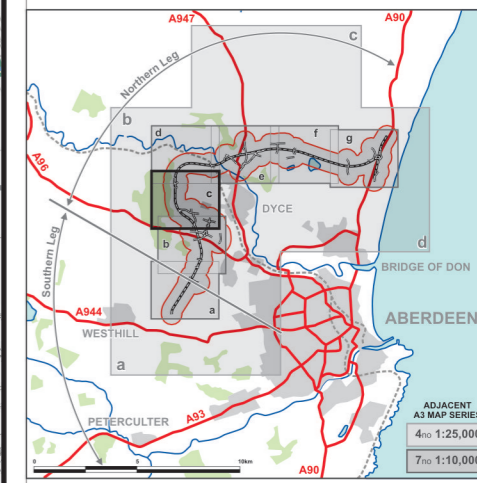 A947
A90
Northern Leg
c
b
d
f
g
A96
e
c
DYCE
b
d
Southern Leg
BRIDGE OF DON
A944
a
ABERDEEN
WESTHILL
a
ADJACENT
A3 MAP SERIES
4no 1:25,000
PETERCULTER
A93
7no 1:10,000
0 5 10km
A90